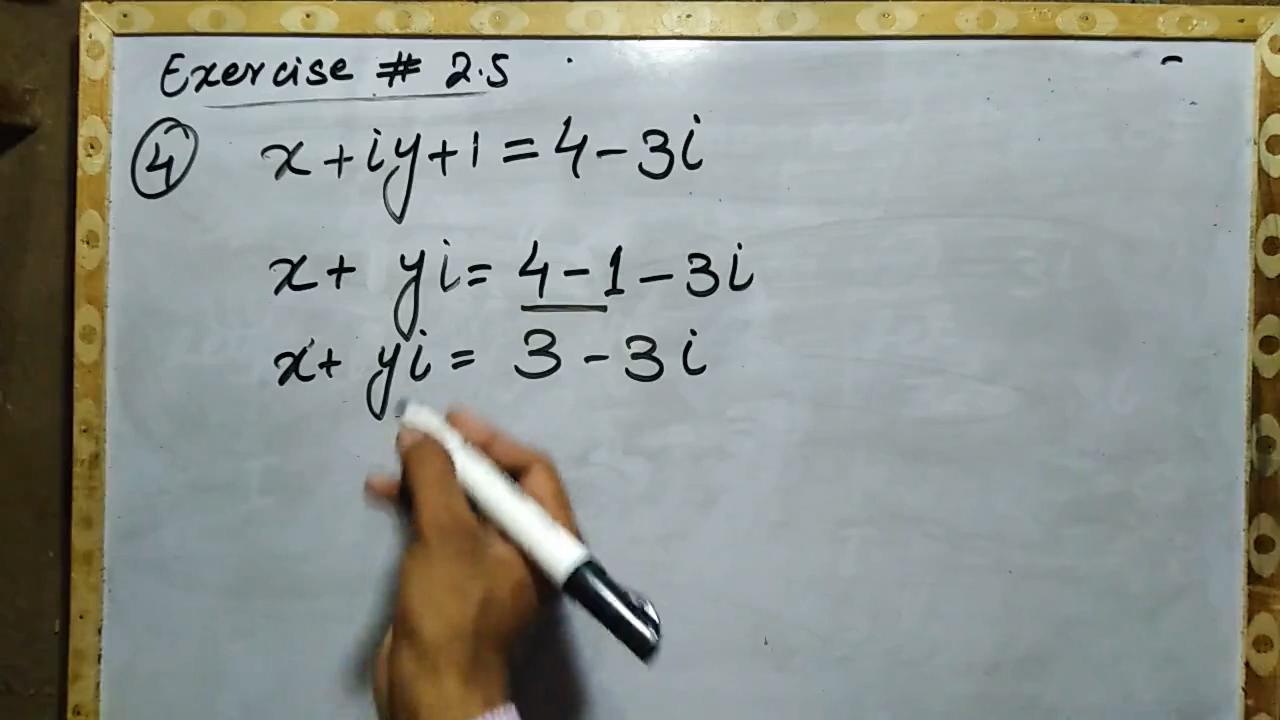 Exercise # 2.5
④ x+iy+1=4-3i
x+ yi= 4-1-3i
x+ yi= 3-3i